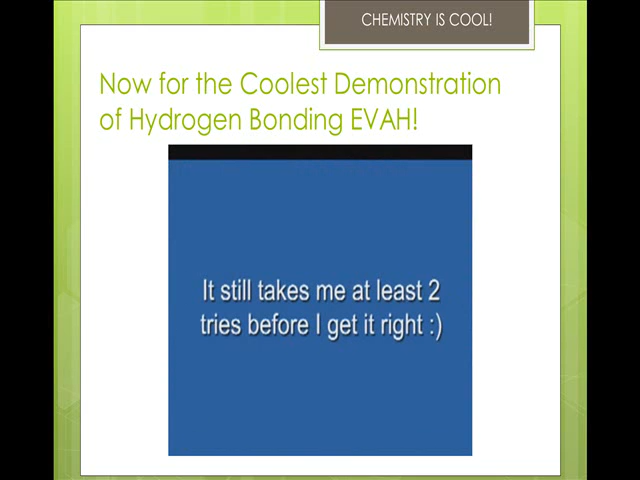 CHEMISTRY IS COOL!
Now for the Coolest Demonstration
of Hydrogen Bonding EVAH!
It still takes me at least 2
tries before I get it right :)